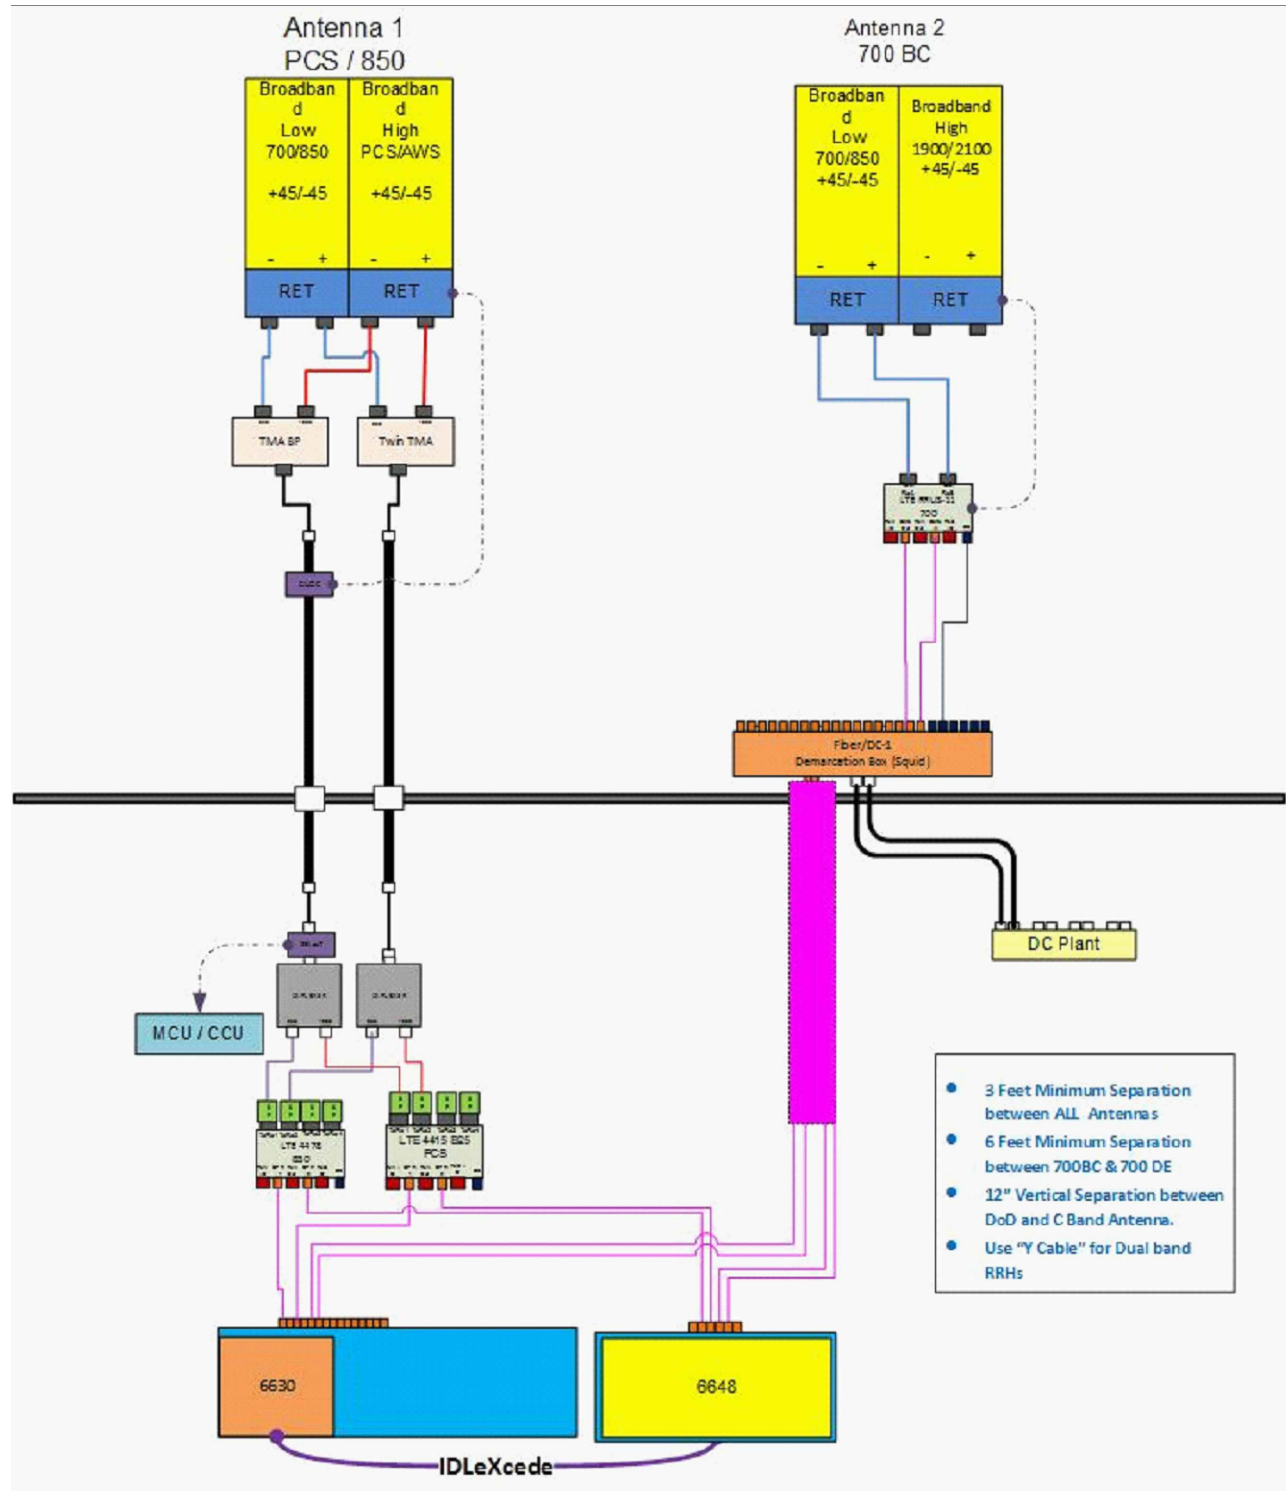 Antenna 1
PCS / 850
Antenna 2
700 BC
Broadban
d
Low
700/850
+45/-45
- +
Broadban
d
High
PCS/AWS
+45/-45
- +
Broadban
d
Low
700/850
+45/-45
- +
Broadband
High
1900/2100
+45/-45
- +
RET
RET
RET
RET
TMA BP
Twin TMA
700
Fiber/DC-1
Demarcation Box (Squid)
DC Plant
MCU / CCU
LTE 4478
LTE 4415 B25
PCS
3 Feet Minimum Separation
between ALL Antennas
6 Feet Minimum Separation
between 700BC & 700 DE
12" Vertical Separation between
DoD and C Band Antenna.
Use “Y Cable” for Dual band
RRHs
6630
6648
IDLeXcede